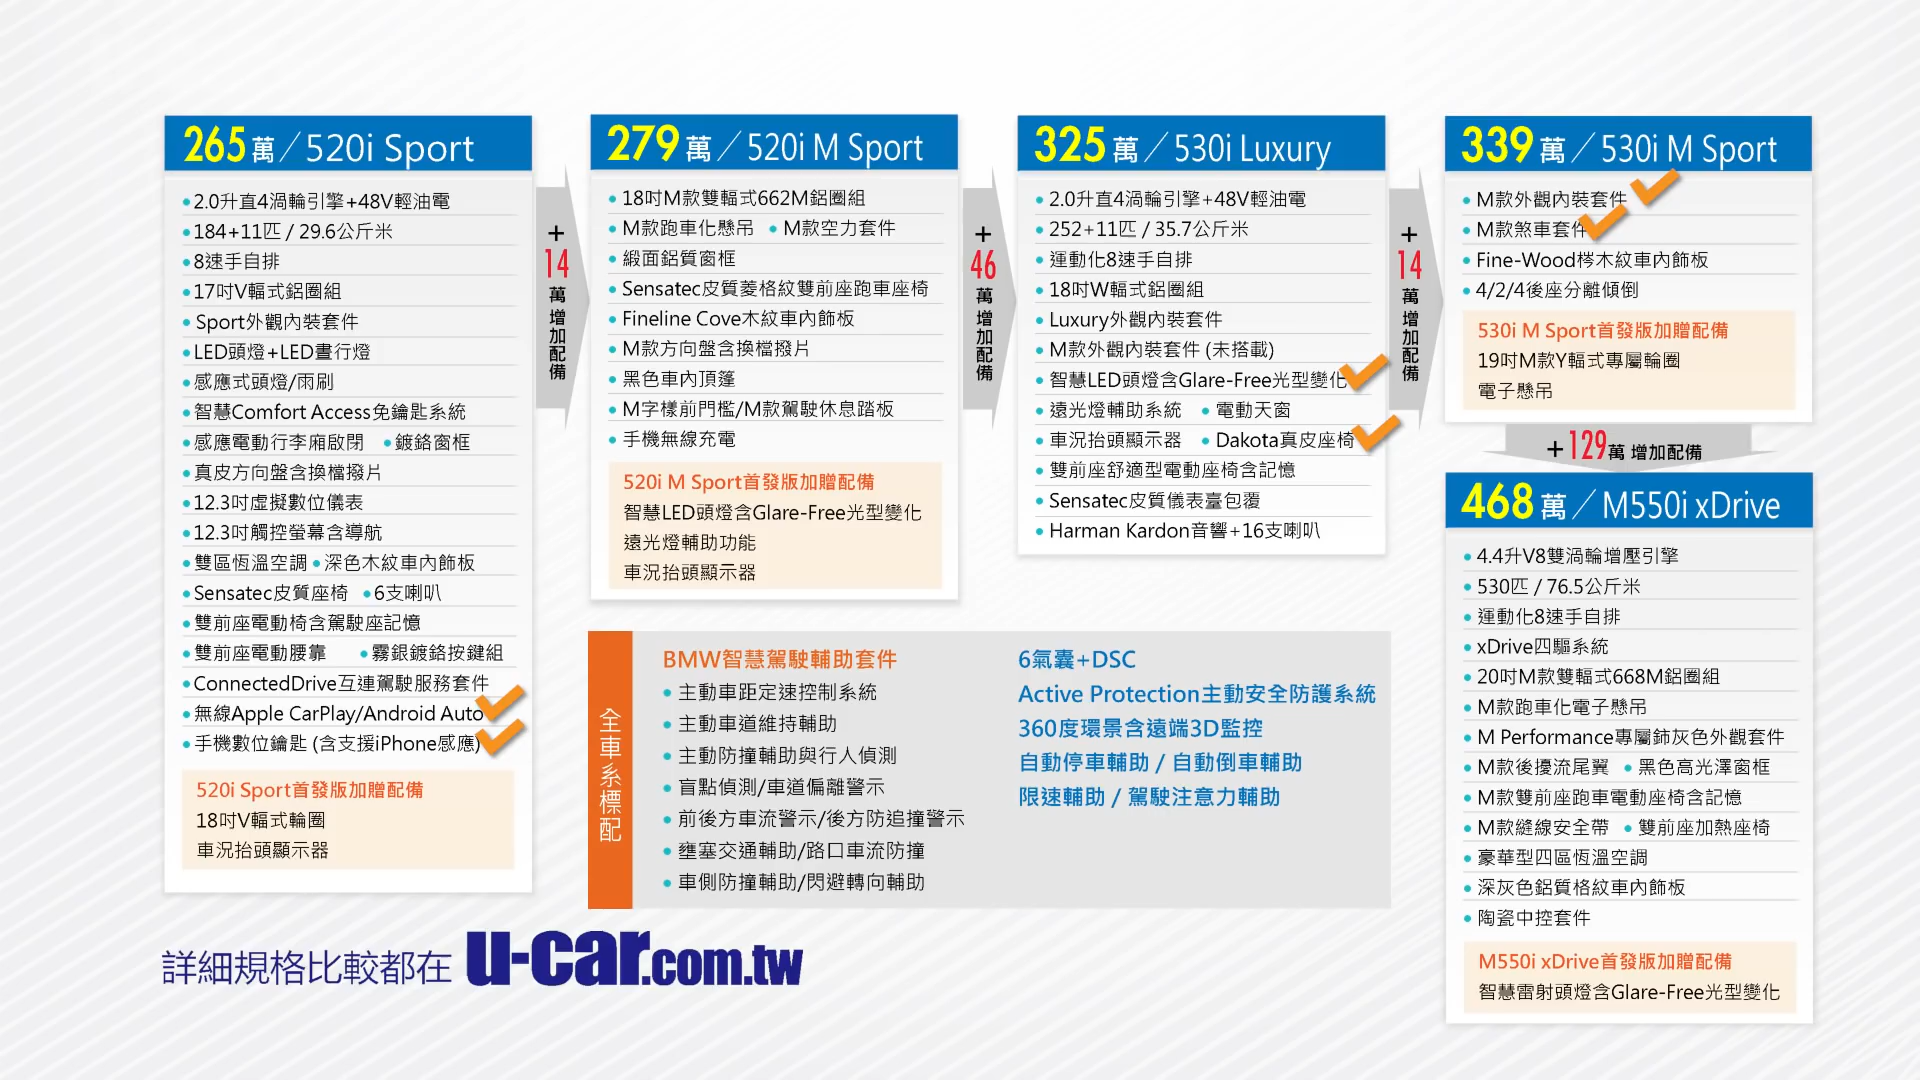 265萬/520i Sport
•2.0升直4渦輪引擎+48V輕油電
•184+11匹 / 29.6公斤米
•8速手自排
•17吋V輻式鋁圈組
•Sport外觀內裝套件
•LED頭燈+LED晝行燈
•感應式頭燈/雨刷
•智慧Comfort Access免鑰匙系統
•感應電動行李廂啟閉 •鍍鉻窗框
•真皮方向盤含換檔撥片
•12.3吋虛擬數位儀表
•12.3吋觸控螢幕含導航
•雙區恆溫空調 •深色木紋車內飾板
•Sensatec皮質座椅 •6支喇叭
•雙前座電動椅含駕駛座記憶
•雙前座電動腰靠 •霧銀鍍鉻按鍵組
•ConnectedDrive互連駕駛服務套件
•無線Apple CarPlay/Android Auto
•手機數位鑰匙 (含支援iPhone感應)
520i Sport首發版加贈配備
18吋V輻式輪圈
車況抬頭顯示器
+14萬增加配備
279萬/520i M Sport
•18吋M款雙輻式662M鋁圈組
•M款跑車化懸吊 •M款空力套件
•緞面鋁質窗框
•Sensatec皮質菱格紋雙前座跑車座椅
•Fineline Cove木紋車內飾板
•M款方向盤含換檔撥片
•黑色車內頂篷
•M字樣前門檻/M款駕駛休息踏板
•手機無線充電
520i M Sport首發版加贈配備
智慧LED頭燈含Glare-Free光型變化
遠光燈輔助功能
車況抬頭顯示器
+46萬增加配備
325萬/530i Luxury
•2.0升直4渦輪引擎+48V輕油電
•252+11匹 / 35.7公斤米
•運動化8速手自排
•18吋W輻式鋁圈組
•Luxury外觀內裝套件
•M款外觀內裝套件 (未搭載)
•智慧LED頭燈含Glare-Free光型變化
•遠光燈輔助系統 •電動天窗
•車況抬頭顯示器 •Dakota真皮座椅
•雙前座舒適型電動座椅含記憶
•Sensatec皮質儀表臺包覆
•Harman Kardon音響+16支喇叭
+14萬增加配備
339萬/530i M Sport
•M款外觀內裝套件
•M款煞車套件
•Fine-Wood梣木紋車內飾板
•4/2/4後座分離傾倒
530i M Sport首發版加贈配備
19吋M款Y輻式專屬輪圈
電子懸吊
+129萬 增加配備
468萬/M550i xDrive
•4.4升V8雙渦輪增壓引擎
•530匹 / 76.5公斤米
•運動化8速手自排
•xDrive四驅系統
•20吋M款雙輻式668M鋁圈組
•M款跑車化電子懸吊
•M Performance專屬鈰灰色外觀套件
•M款後擾流尾翼 •黑色高光澤窗框
•M款雙前座跑車電動座椅含記憶
•M款縫線安全帶 •雙前座加熱座椅
•豪華型四區恆溫空調
•深灰色鋁質格紋車內飾板
•陶瓷中控套件
M550i xDrive首發版加贈配備
智慧雷射頭燈含Glare-Free光型變化
全車系標配
BMW智慧駕駛輔助套件
•主動車距定速控制系統
•主動車道維持輔助
•主動防撞輔助與行人偵測
•盲點偵測/車道偏離警示
•前後方車流警示/後方防追撞警示
•壅塞交通輔助/路口車流防撞
•車側防撞輔助/閃避轉向輔助
6氣囊+DSC
Active Protection主動安全防護系統
360度環景含遠端3D監控
自動停車輔助 / 自動倒車輔助
限速輔助 / 駕駛注意力輔助
詳細規格比較都在 u-car.com.tw